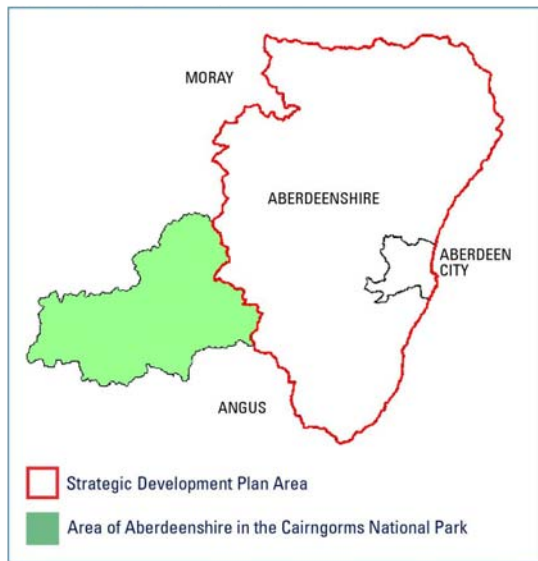 MORAY
ABERDEENSHIRE
ABERDEEN
CITY
ANGUS
Strategic Development Plan Area
Area of Aberdeenshire in the Cairngorms National Park